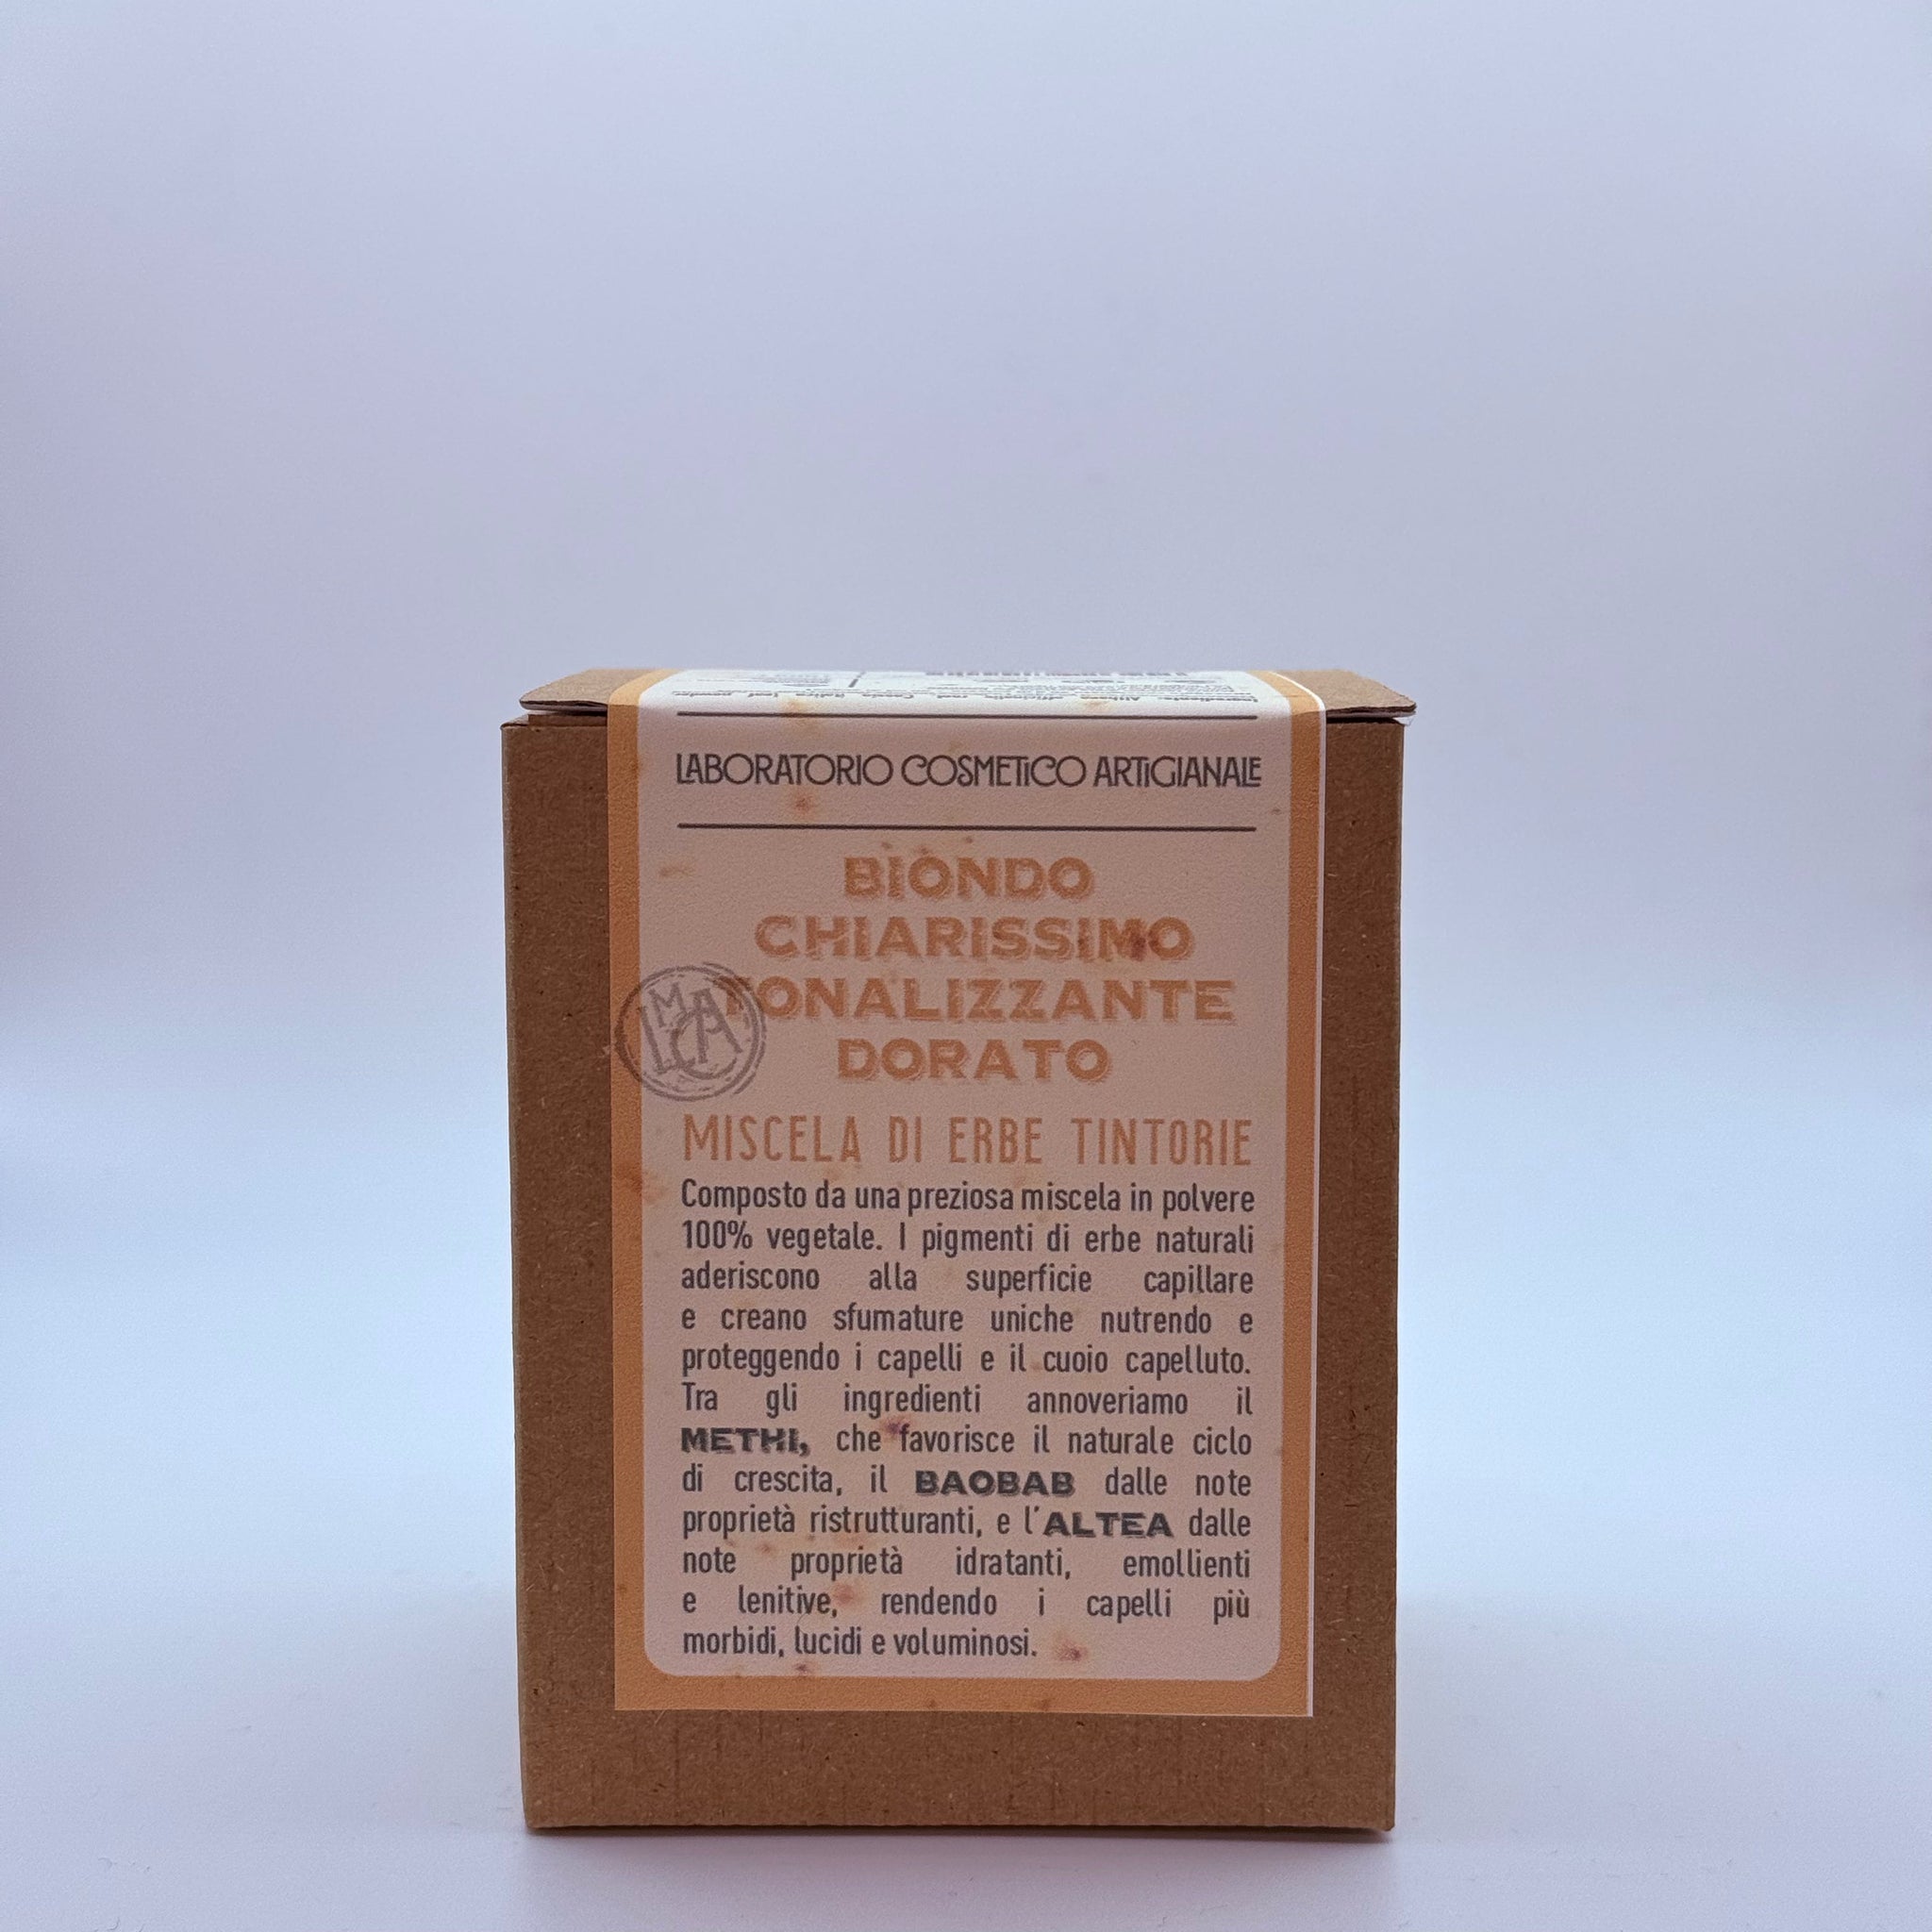 LABORATORIO COSMETICO ARTIGIANALE
BIONDO
CHIARISSIMO
TONALIZZANTE
DORATO
MISCELA DI ERBE TINTORIE
Composto da una preziosa miscela in polvere
100% vegetale. I pigmenti di erbe naturali
aderiscono alla superficie capillare
e creano sfumature uniche nutrendo e
proteggendo i capelli e il cuoio capelluto.
Tra gli ingredienti annoveriamo il
METHI, che favorisce il naturale ciclo
di crescita, il BAOBAB dalle note
proprietà ristrutturanti, e l'ALTEA dalle
note proprietà idratanti, emollienti
e lenitive, rendendo i capelli più
morbidi, lucidi e voluminosi.